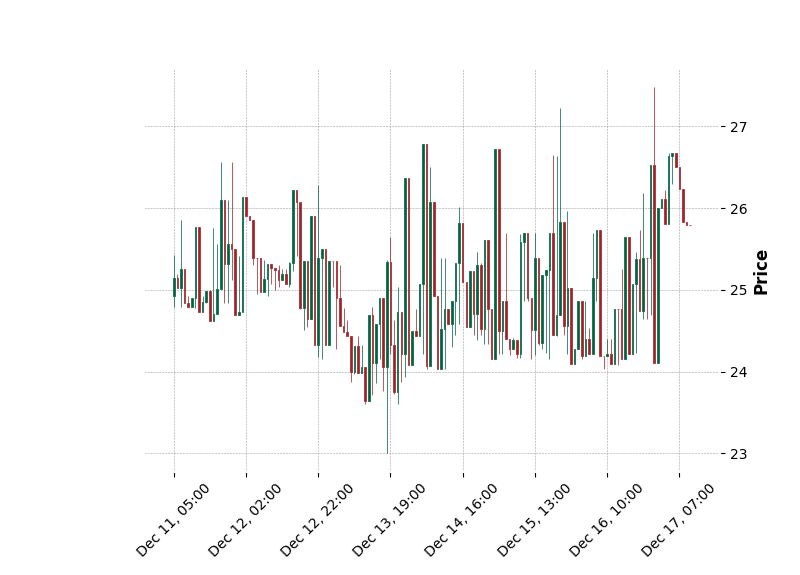 27
26
25
24
23
Price
Dec 11, 05:00
Dec 12, 02:00
Dec 12, 22:00
Dec 13, 19:00
Dec 14, 16:00
Dec 15, 13:00
Dec 16, 10:00
Dec 17, 07:00